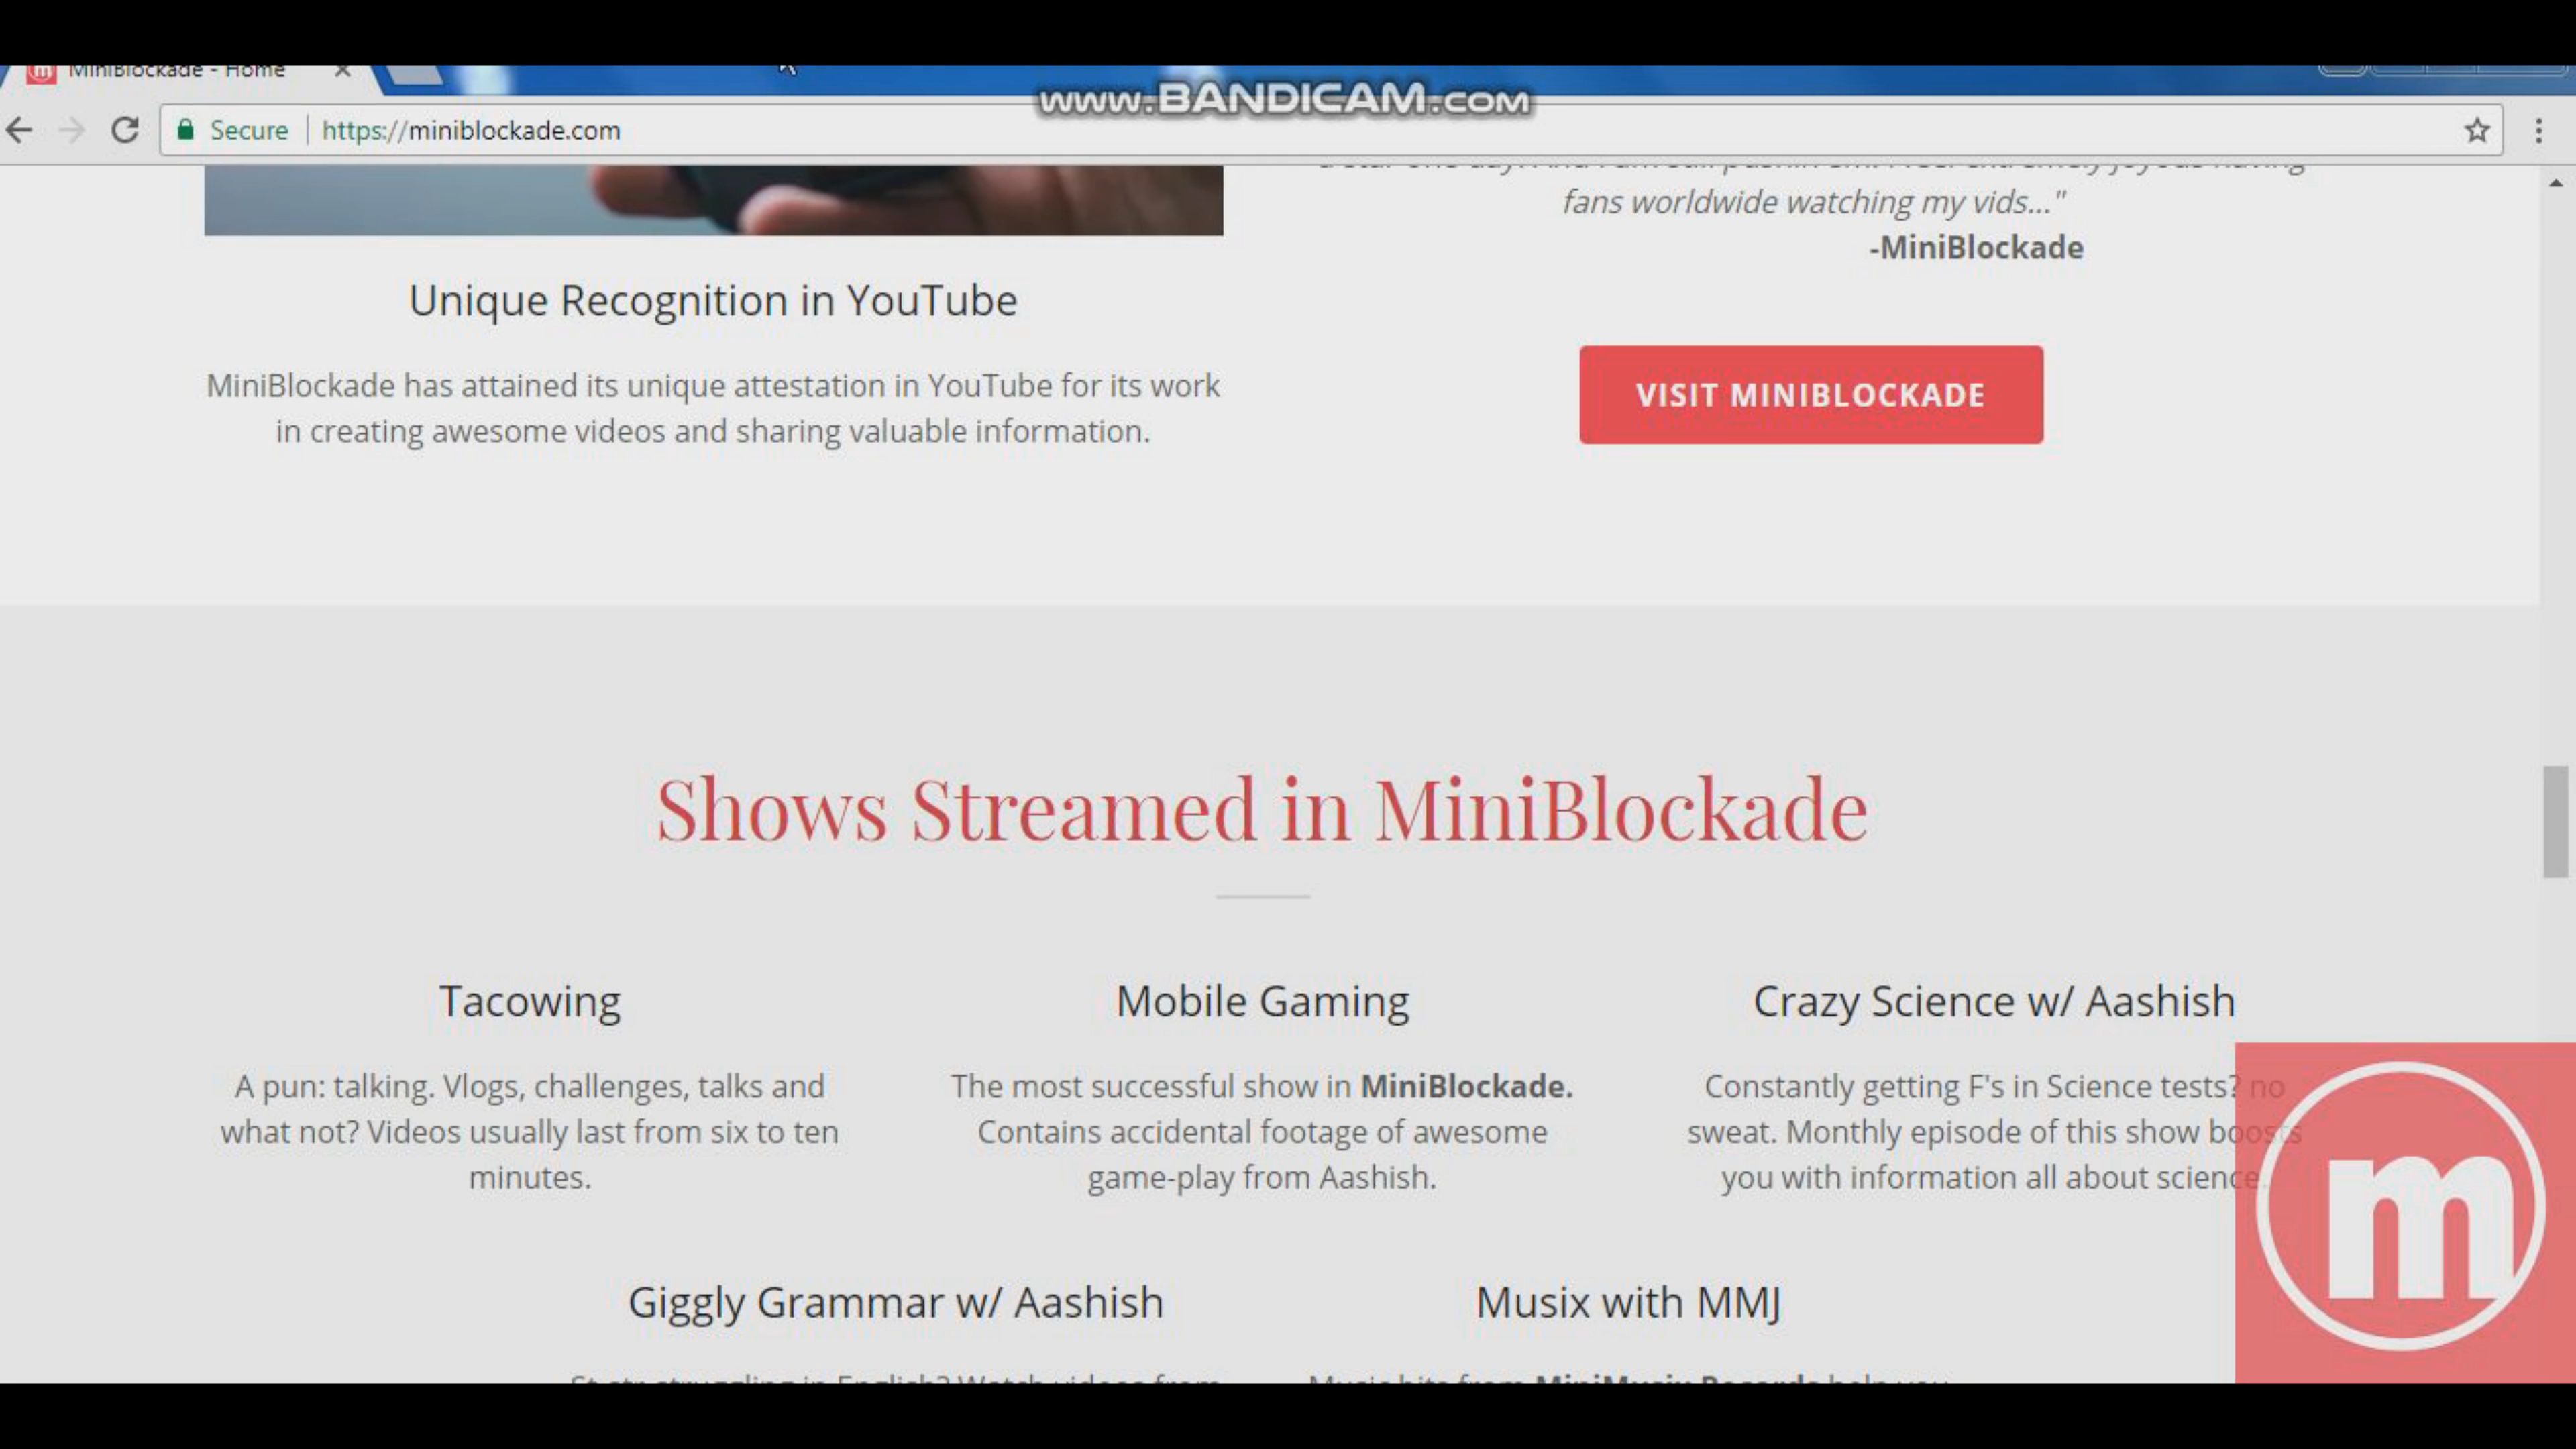 MiniBlockade - Home
www.BANDICAM.com
Secure
https://miniblockade.com
fans worldwide watching my vids..."
-MiniBlockade
Unique Recognition in YouTube
MiniBlockade has attained its unique attestation in YouTube for its work
in creating awesome videos and sharing valuable information.
VISIT MINIBLOCKADE
Shows Streamed in MiniBlockade
Tacowing
A pun: talking. Vlogs, challenges, talks and
what not? Videos usually last from six to ten
minutes.
Mobile Gaming
The most successful show in MiniBlockade.
Contains accidental footage of awesome
game-play from Aashish.
Crazy Science w/ Aashish
Constantly getting F's in Science tests? no
sweat. Monthly episode of this show boosts
you with information all about science.
m
Giggly Grammar w/ Aashish
Musix with MMJ